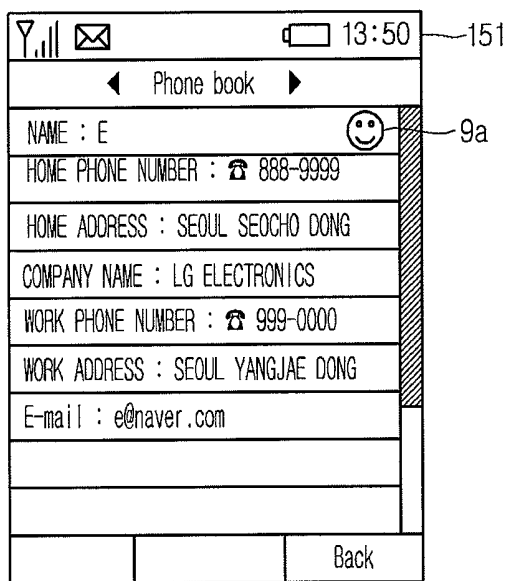 13:50
151
Phone book
NAME : E
9a
HOME PHONE NUMBER : ☎ 888-9999
HOME ADDRESS : SEOUL SEOCHO DONG
COMPANY NAME : LG ELECTRONICS
WORK PHONE NUMBER : ☎ 999-0000
WORK ADDRESS : SEOUL YANGJAE DONG
E-mail : e@naver.com
Back